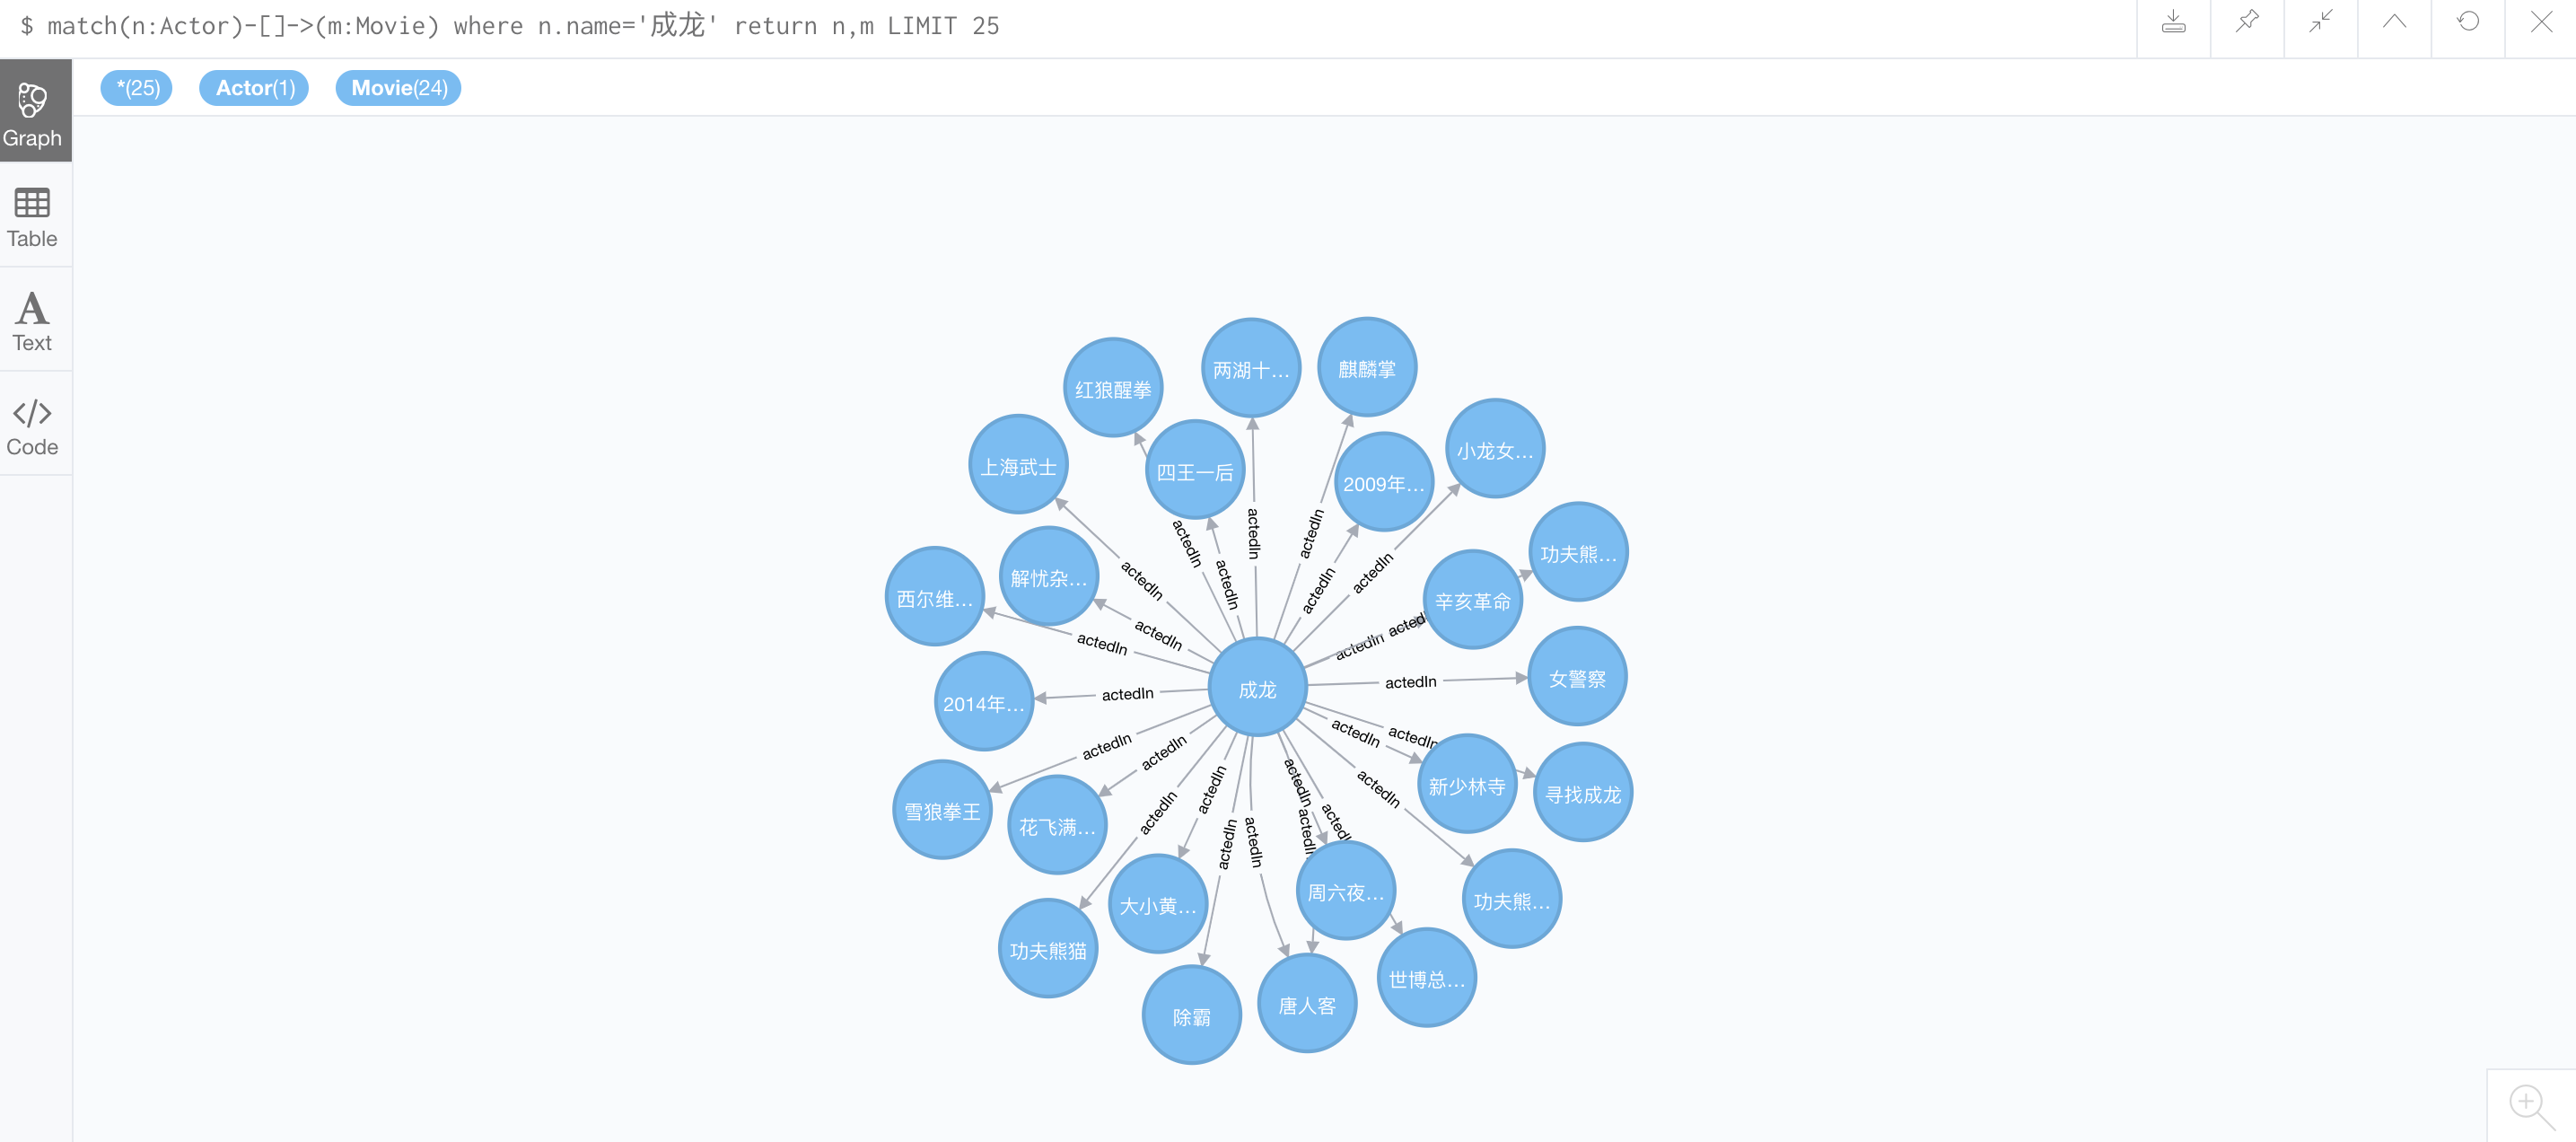 $ match(n:Actor)-[]->(m:Movie) where n.name='成龙' return n,m LIMIT 25
*(25) Actor(1) Movie(24)
Graph
Table
Text
Code
两湖十...
麒麟掌
红狼醒拳
小龙女...
上海武士
四王一后
2009年...
功夫熊...
解忧杂...
西尔维...
辛亥革命
女警察
成龙
2014年...
新少林寺
寻找成龙
雪狼拳王
花飞满...
周六夜...
功夫熊...
大小黄...
功夫熊猫
世博总...
唐人客
除霸
actedIn
actedIn
actedIn
actedIn
actedIn
actedIn
actedIn
actedIn
actedIn
actedIn
actedIn
actedIn
actedI
actedIn
actedIn
actedIn
actedIn
actedIn
actedIn
actedIn
actedIn
actedIn
actedIn
actedIn
actedI